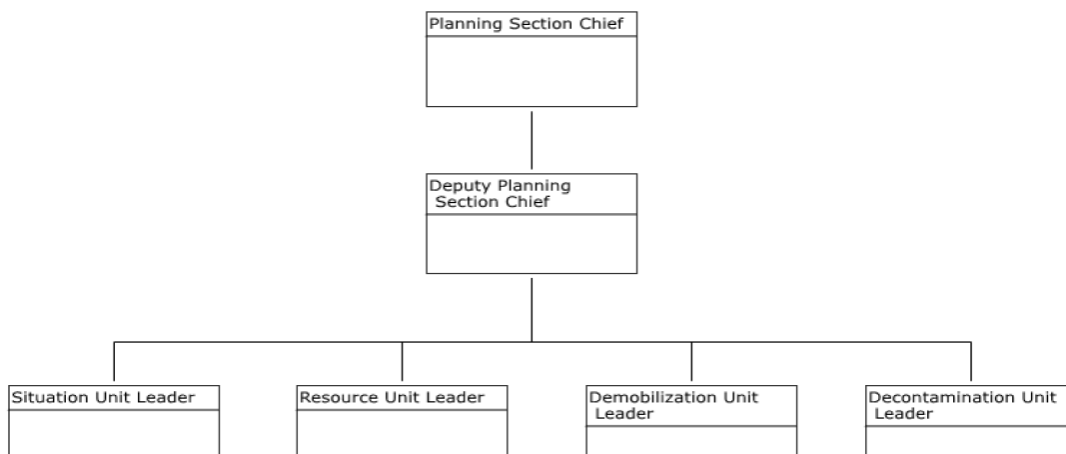 Planning Section Chief
Deputy Planning
Section Chief
Situation Unit Leader
Resource Unit Leader
Demobilization Unit
Leader
Decontamination Unit
Leader